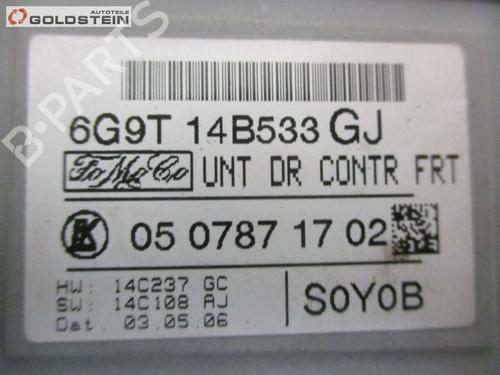 AUTOTEILE
GOLDSTEIN
B-PARTS
6G9T 14B533 GJ
FoMoCo UNT DR CONTR FRT
K 05 0787 17 02
HW: 14C237 GC
SW: 14C108 AJ
Dat 03.05.06
S0Y0B